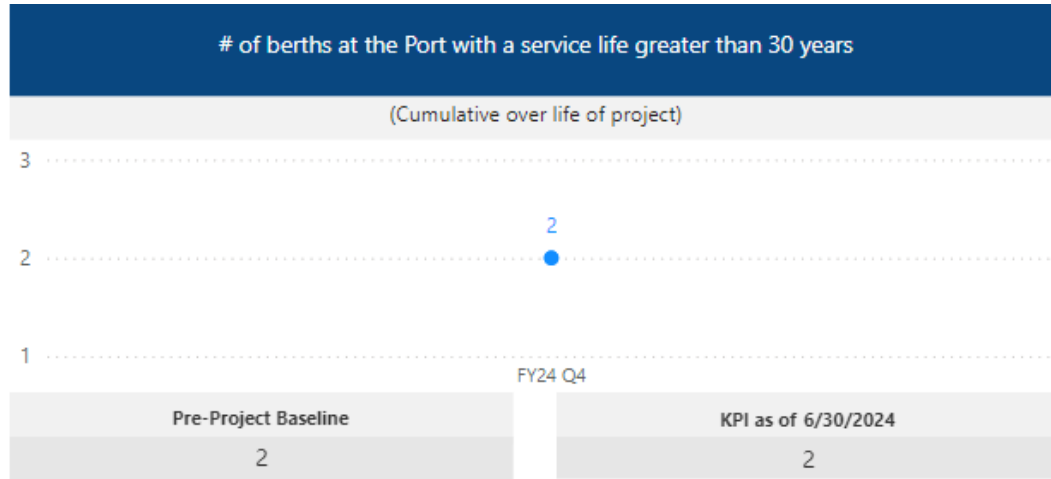 # of berths at the Port with a service life greater than 30 years
(Cumulative over life of project)
3
2
2
1
FY24 Q4
Pre-Project Baseline
KPI as of 6/30/2024
2
2